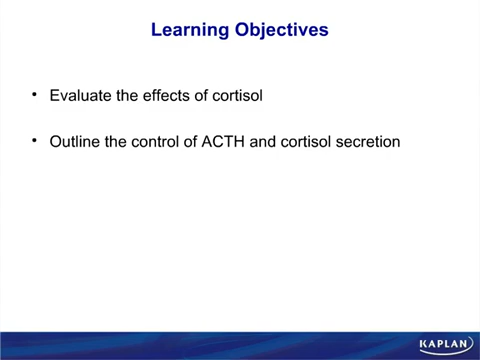 Learning Objectives
• Evaluate the effects of cortisol
• Outline the control of ACTH and cortisol secretion
KAPLAN